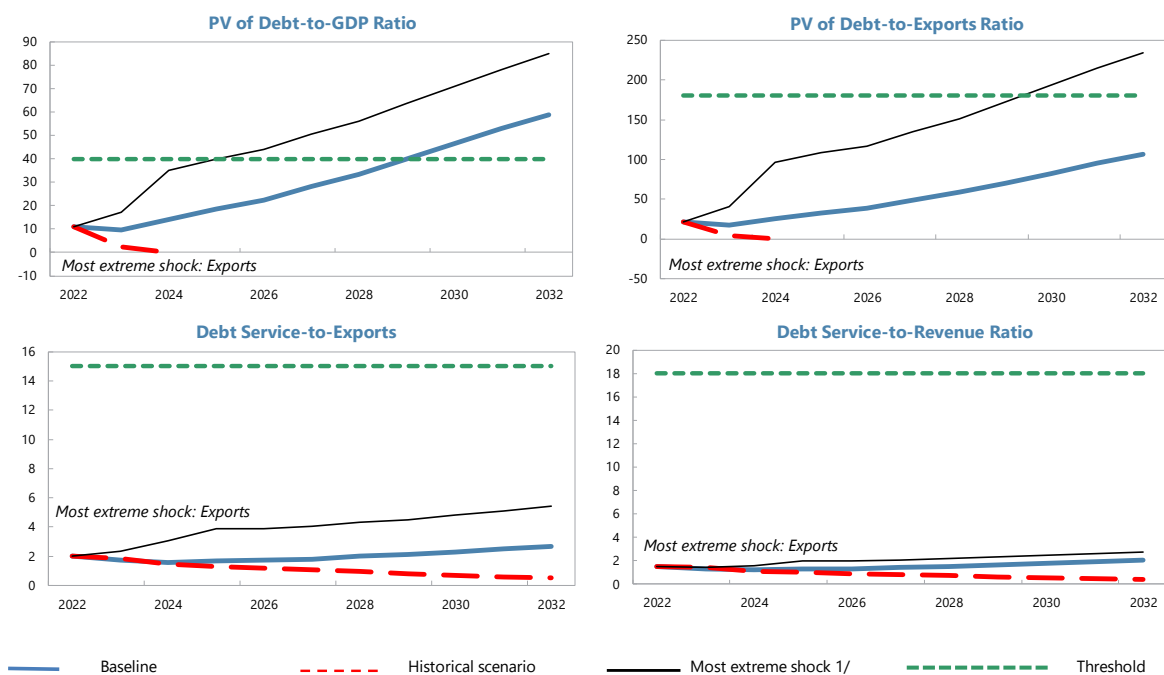 PV of Debt-to-GDP Ratio
90
80
70
60
50
40
30
20
10
0
-10
Most extreme shock: Exports
2022 2024 2026 2028 2030 2032
PV of Debt-to-Exports Ratio
250
200
150
100
50
0
-50
Most extreme shock: Exports
2022 2024 2026 2028 2030 2032
Debt Service-to-Exports
16
14
12
10
8
6
4
2
0
Most extreme shock: Exports
2022 2024 2026 2028 2030 2032
Debt Service-to-Revenue Ratio
20
18
16
14
12
10
8
6
4
2
0
Most extreme shock: Exports
2022 2024 2026 2028 2030 2032
Baseline Historical scenario Most extreme shock 1/ Threshold